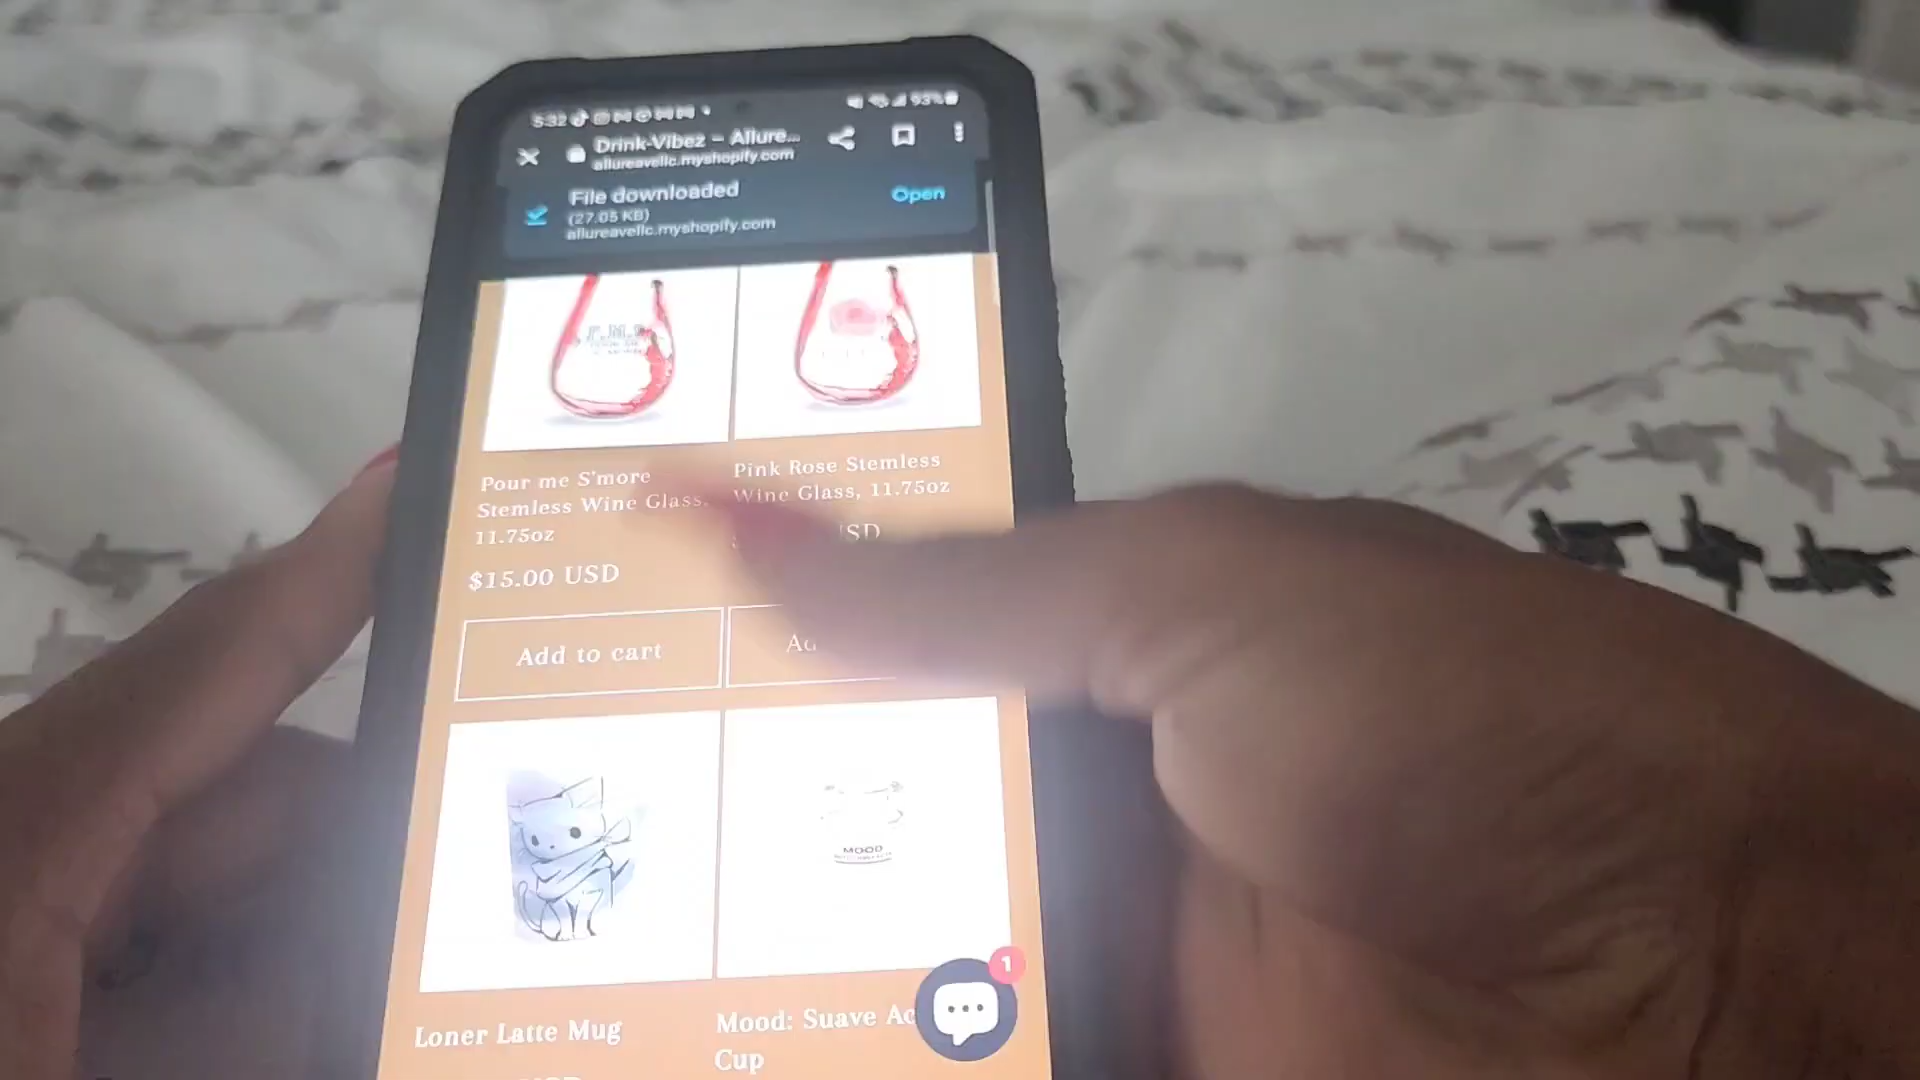 5:32
93%
Drink-Vibez – Allure...
allureavellc.myshopify.com
File downloaded
(27.05 KB)
allureavellc.myshopify.com
Open
Pour me S'more
Stemless Wine Glass,
11.75oz
$15.00 USD
Add to cart
Pink Rose Stemless
Wine Glass, 11.75oz
USD
MOOD
Loner Latte Mug
Mood: Suave Ac
Cup
1